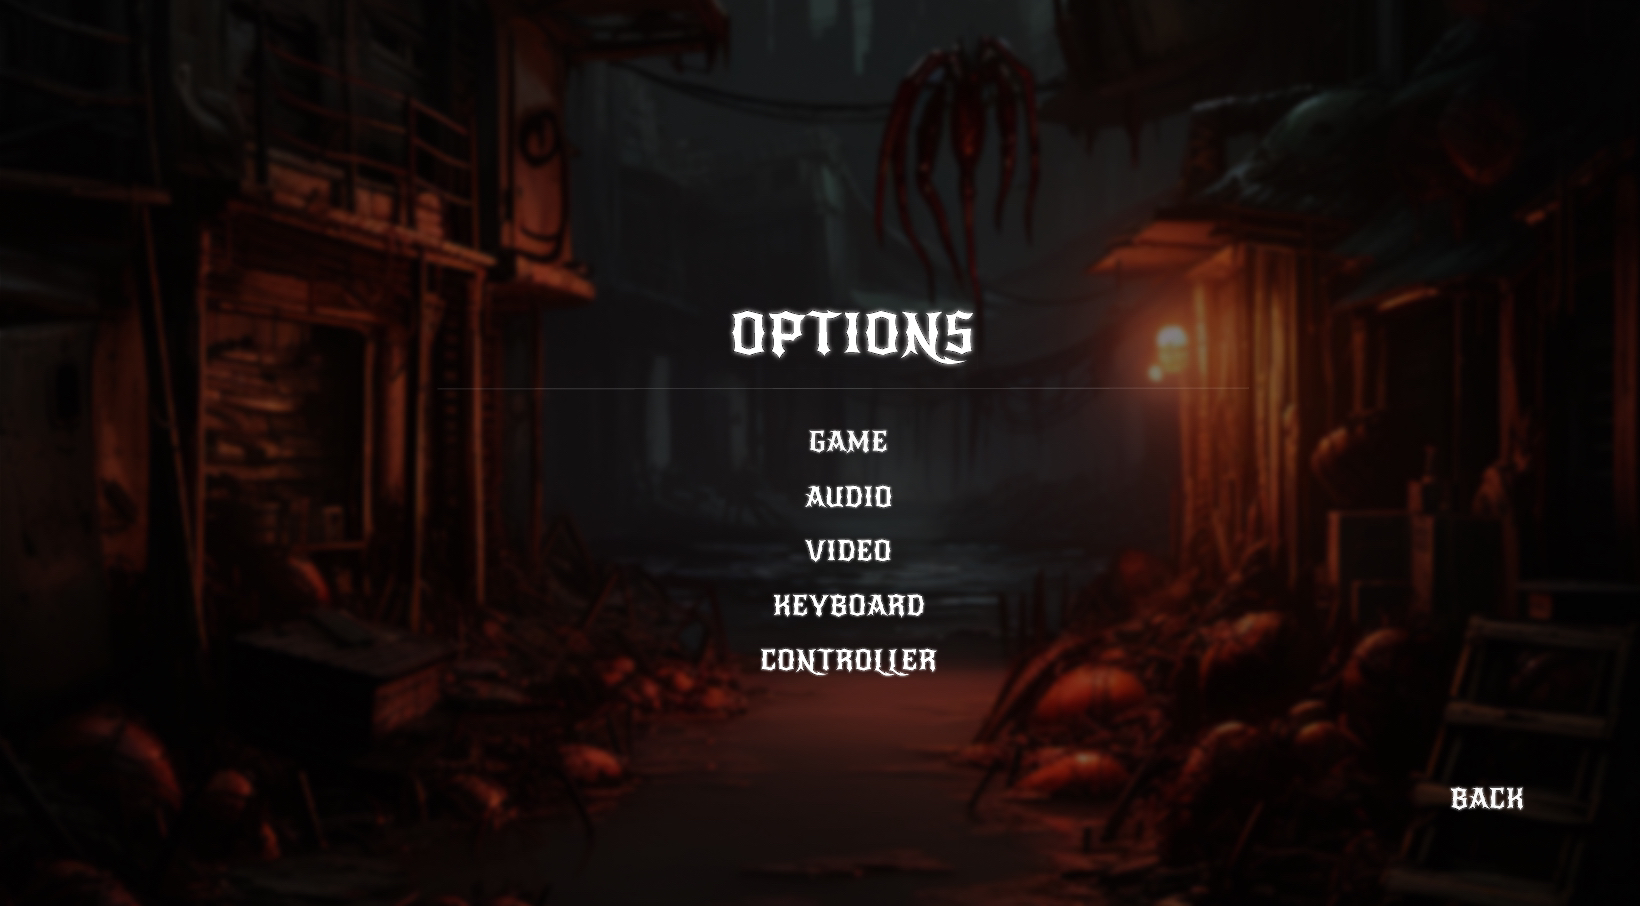 OPTIONS
GAME
AUDIO
VIDEO
KEYBOARD
CONTROLLER
BACK